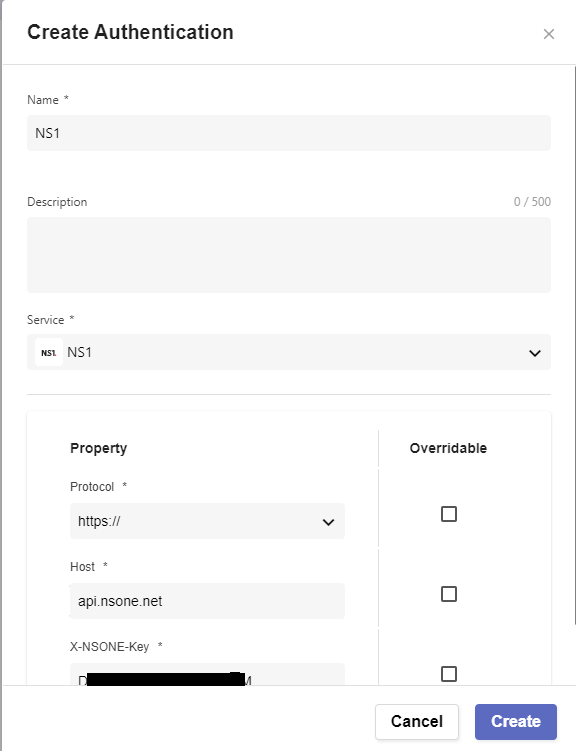 Create Authentication
×
Name *
NS1
Description 0 / 500
Service *
NS1. NS1
Property Overridable
Protocol *
https://
Host *
api.nsone.net
X-NSONE-Key *
D M
Cancel Create